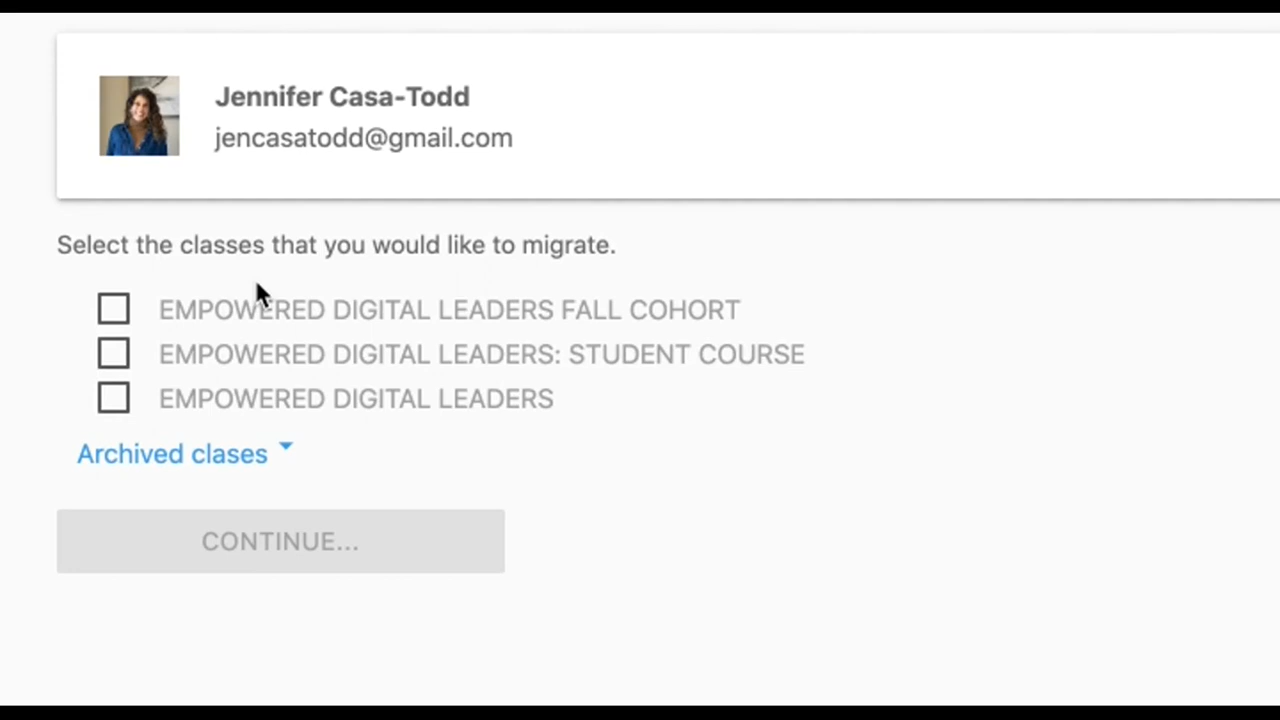 Jennifer Casa-Todd
jencasatodd@gmail.com
Select the classes that you would like to migrate.
EMPOWERED DIGITAL LEADERS FALL COHORT
EMPOWERED DIGITAL LEADERS: STUDENT COURSE
EMPOWERED DIGITAL LEADERS
Archived clases
CONTINUE...